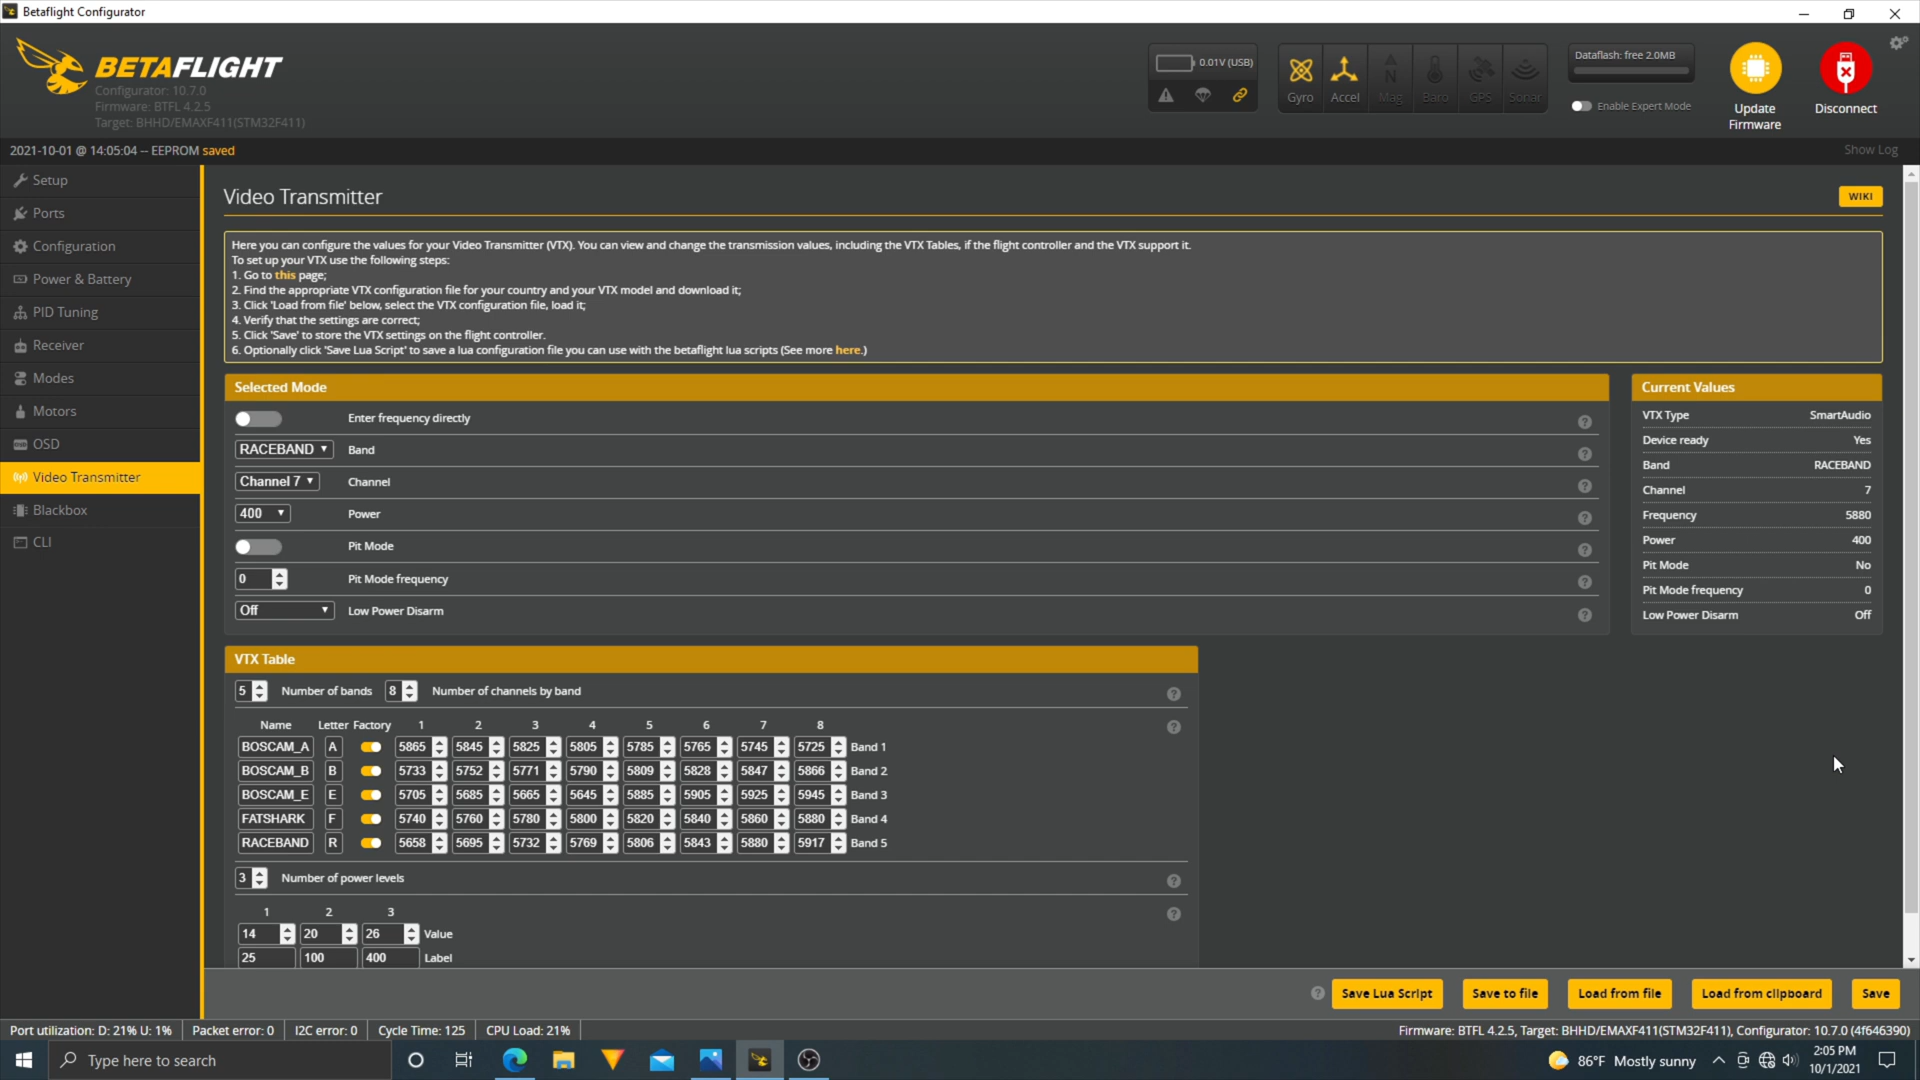 Betaflight Configurator
BETAFLIGHT
Configurator: 10.7.0
Firmware: BTFL 4.2.5
Target: BHHD/EMAXF411(STM32F411)
0.01V (USB)
Gyro Accel Mag Baro GPS Sonar
Dataflash: free 2.0MB
Enable Expert Mode
Update Firmware
Disconnect
2021-10-01 @ 14:05:04 -- EEPROM saved
Show Log
Setup
Ports
Configuration
Power & Battery
PID Tuning
Receiver
Modes
Motors
OSD
Video Transmitter
Blackbox
CLI
Video Transmitter
WIKI
Here you can configure the values for your Video Transmitter (VTX). You can view and change the transmission values, including the VTX Tables, if the flight controller and the VTX support it.
To set up your VTX use the following steps:
1. Go to this page;
2. Find the appropriate VTX configuration file for your country and your VTX model and download it;
3. Click 'Load from file' below, select the VTX configuration file, load it;
4. Verify that the settings are correct;
5. Click 'Save' to store the VTX settings on the flight controller.
6. Optionally click 'Save Lua Script' to save a lua configuration file you can use with the betaflight lua scripts (See more here.)
Selected Mode
Enter frequency directly
RACEBAND Band
Channel 7 Channel
400 Power
Pit Mode
0 Pit Mode frequency
Off Low Power Disarm
Current Values
VTX Type SmartAudio
Device ready Yes
Band RACEBAND
Channel 7
Frequency 5880
Power 400
Pit Mode No
Pit Mode frequency 0
Low Power Disarm Off
VTX Table
5 Number of bands 8 Number of channels by band
Name Letter Factory 1 2 3 4 5 6 7 8
BOSCAM_A A 5865 5845 5825 5805 5785 5765 5745 5725 Band 1
BOSCAM_B B 5733 5752 5771 5790 5809 5828 5847 5866 Band 2
BOSCAM_E E 5705 5685 5665 5645 5885 5905 5925 5945 Band 3
FATSHARK F 5740 5760 5780 5800 5820 5840 5860 5880 Band 4
RACEBAND R 5658 5695 5732 5769 5806 5843 5880 5917 Band 5
3 Number of power levels
1 2 3
14 20 26 Value
25 100 400 Label
Save Lua Script
Save to file
Load from file
Load from clipboard
Save
Port utilization: D: 21% U: 1% Packet error: 0 I2C error: 0 Cycle Time: 125 CPU Load: 21%
Firmware: BTFL 4.2.5, Target: BHHD/EMAXF411(STM32F411), Configurator: 10.7.0 (4f646390)
Type here to search
86°F Mostly sunny
2:05 PM
10/1/2021